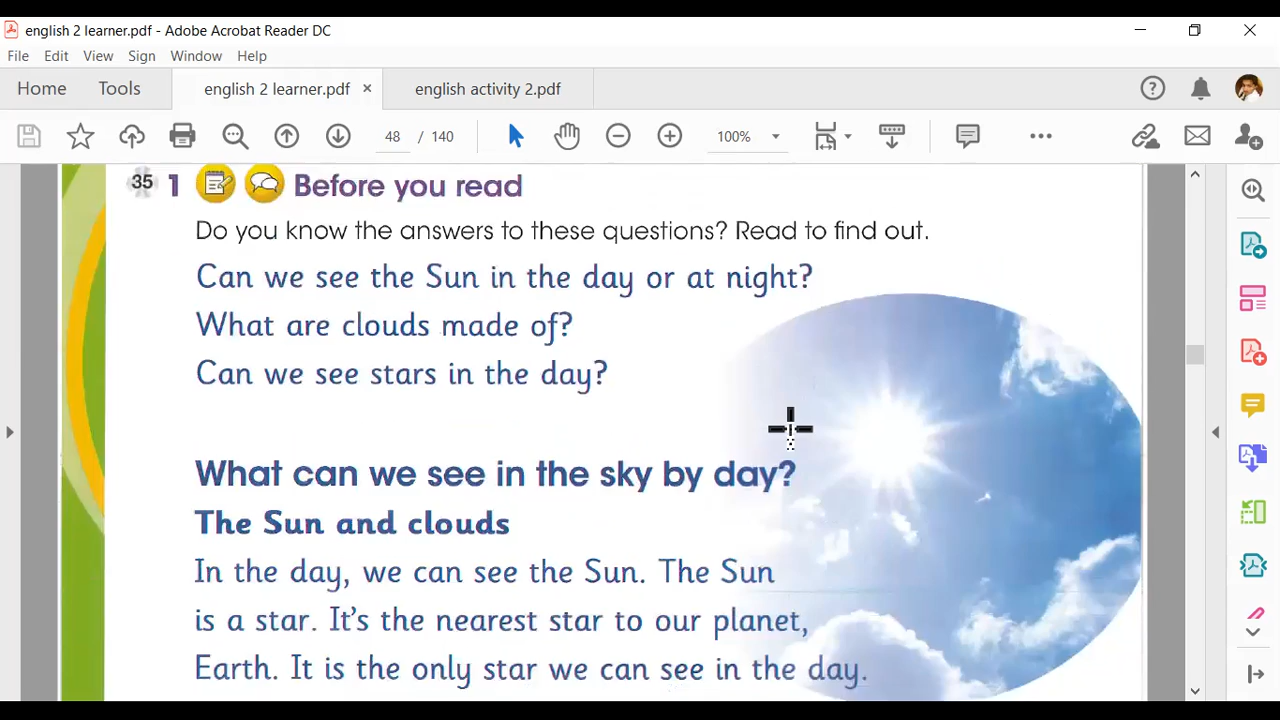 english 2 learner.pdf - Adobe Acrobat Reader DC
File Edit View Sign Window Help
Home Tools english 2 learner.pdf × english activity 2.pdf
48 / 140 100%
35 1 Before you read
Do you know the answers to these questions? Read to find out.
Can we see the Sun in the day or at night?
What are clouds made of?
Can we see stars in the day?
What can we see in the sky by day?
The Sun and clouds
In the day, we can see the Sun. The Sun
is a star. It's the nearest star to our planet,
Earth. It is the only star we can see in the day.